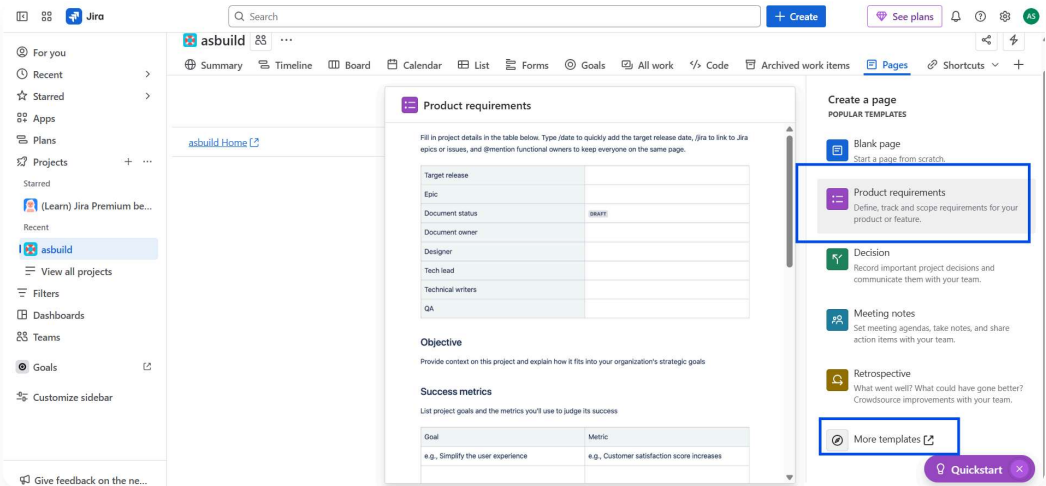 Jira
Search
+ Create
See plans
AS
asbuild
Summary Timeline Board Calendar List Forms Goals All work Code Archived work items Pages Shortcuts
For you
Recent
Starred
Apps
Plans
Projects
Starred
(Learn) Jira Premium be...
Recent
asbuild
View all projects
Filters
Dashboards
Teams
Goals
Customize sidebar
Give feedback on the ne...
asbuild Home
Product requirements
Fill in project details in the table below. Type /date to quickly add the target release date, /jira to link to Jira
epics or issues, and @mention functional owners to keep everyone on the same page.
Target release
Epic
Document status DRAFT
Document owner
Designer
Tech lead
Technical writers
QA
Objective
Provide context on this project and explain how it fits into your organization's strategic goals
Success metrics
List project goals and the metrics you'll use to judge its success
Goal Metric
e.g., Simplify the user experience e.g., Customer satisfaction score increases
Create a page
POPULAR TEMPLATES
Blank page
Start a page from scratch.
Product requirements
Define, track and scope requirements for your
product or feature.
Decision
Record important project decisions and
communicate them with your team.
Meeting notes
Set meeting agendas, take notes, and share
action items with your team.
Retrospective
What went well? What could have gone better?
Crowdsource improvements with your team.
More templates
Quickstart